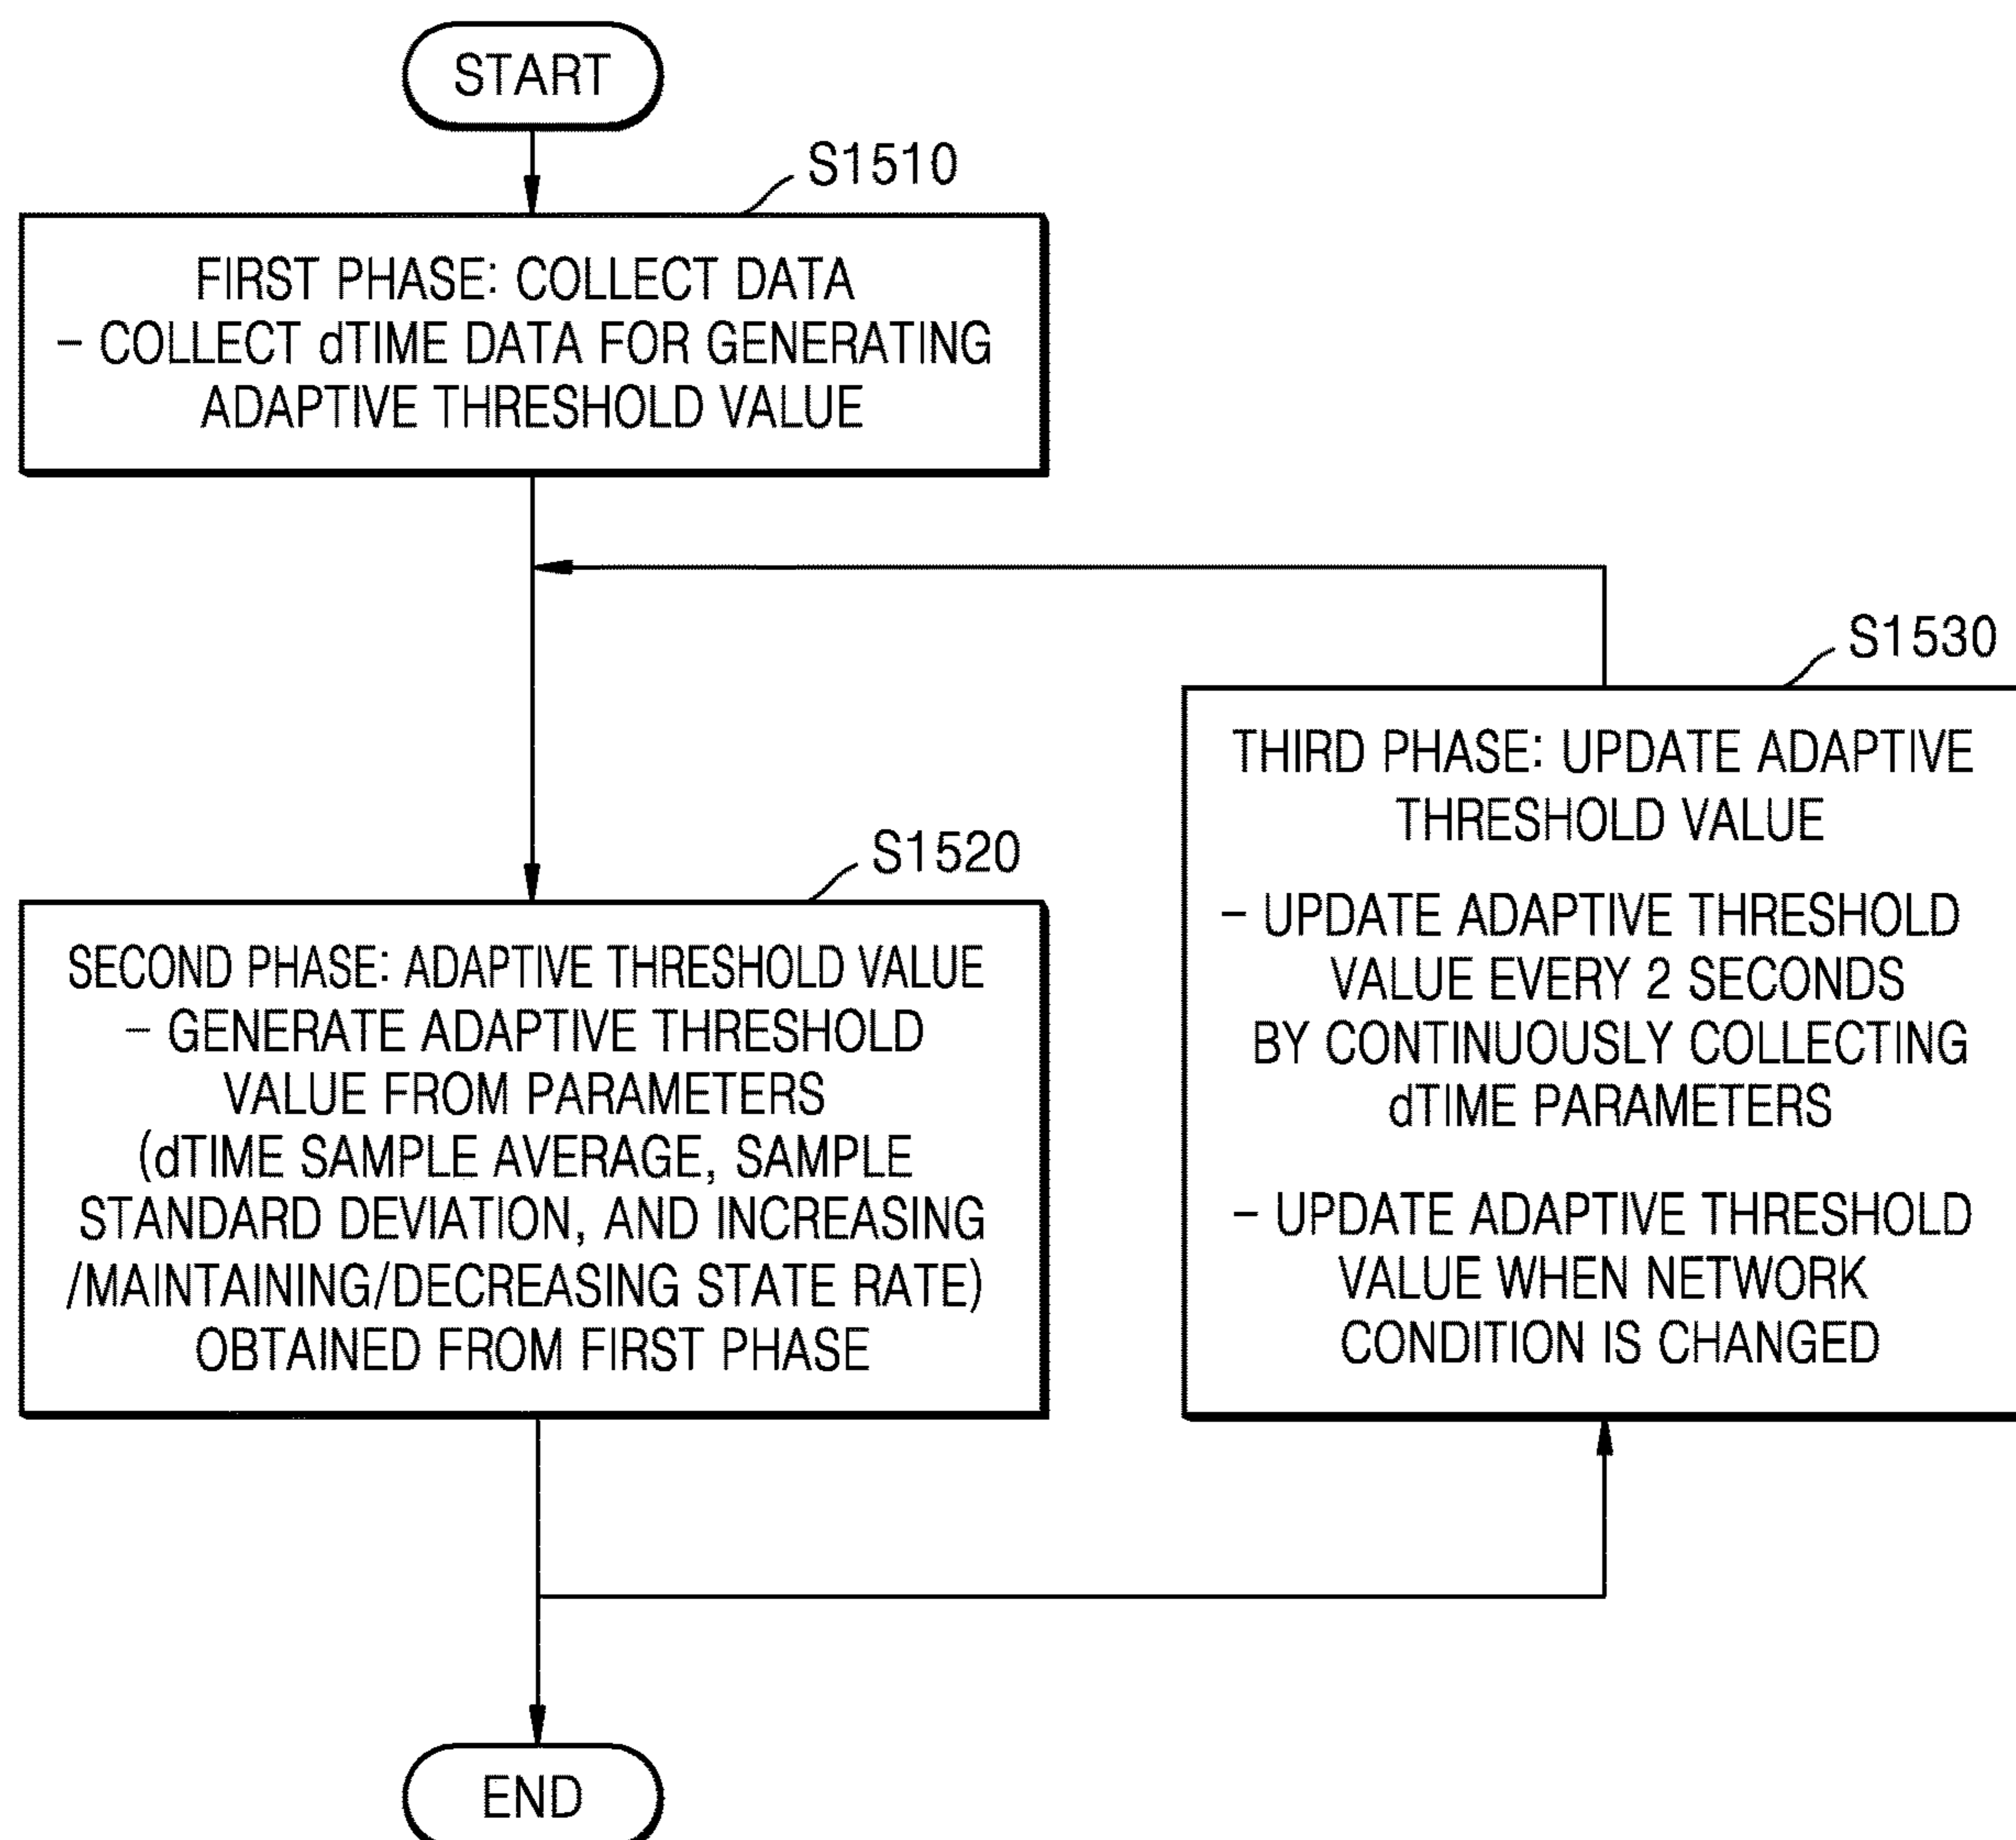 START
S1510
FIRST PHASE: COLLECT DATA
– COLLECT dTIME DATA FOR GENERATING
ADAPTIVE THRESHOLD VALUE
S1520
SECOND PHASE: ADAPTIVE THRESHOLD VALUE
– GENERATE ADAPTIVE THRESHOLD
VALUE FROM PARAMETERS
(dTIME SAMPLE AVERAGE, SAMPLE
STANDARD DEVIATION, AND INCREASING
/MAINTAINING/DECREASING STATE RATE)
OBTAINED FROM FIRST PHASE
S1530
THIRD PHASE: UPDATE ADAPTIVE
THRESHOLD VALUE
– UPDATE ADAPTIVE THRESHOLD
VALUE EVERY 2 SECONDS
BY CONTINUOUSLY COLLECTING
dTIME PARAMETERS
– UPDATE ADAPTIVE THRESHOLD
VALUE WHEN NETWORK
CONDITION IS CHANGED
END